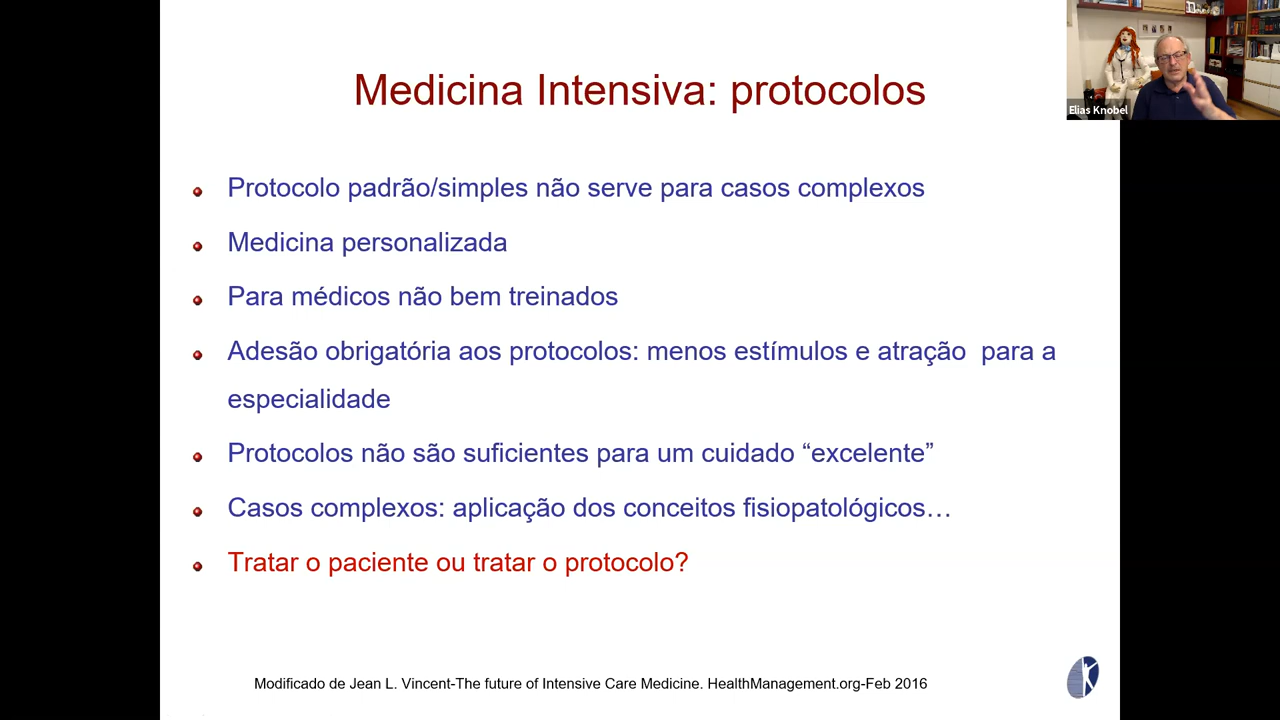 Medicina Intensiva: protocolos
Elias Knobel
Protocolo padrão/simples não serve para casos complexos
Medicina personalizada
Para médicos não bem treinados
Adesão obrigatória aos protocolos: menos estímulos e atração para a
especialidade
Protocolos não são suficientes para um cuidado “excelente”
Casos complexos: aplicação dos conceitos fisiopatológicos…
Tratar o paciente ou tratar o protocolo?
Modificado de Jean L. Vincent-The future of Intensive Care Medicine. HealthManagement.org-Feb 2016